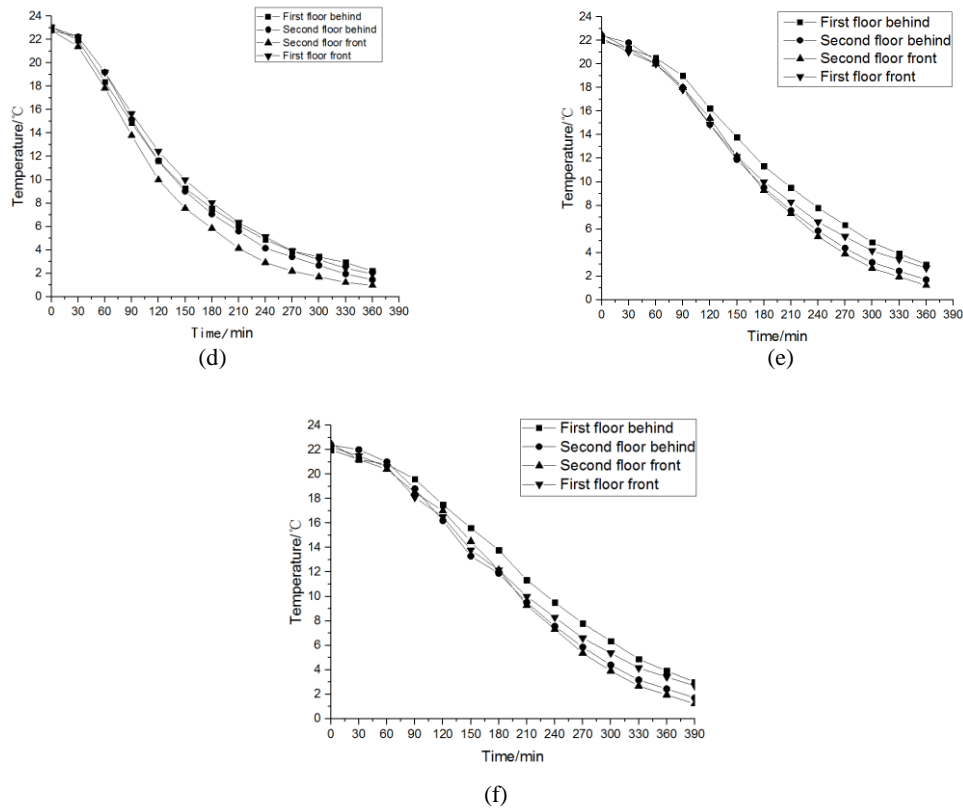 First floor behind
Second floor behind
Second floor front
First floor front
Temperature/℃
24
22
20
18
16
14
12
10
8
6
4
2
0
0 30 60 90 120 150 180 210 240 270 300 330 360 390
Time/min
(d)
First floor behind
Second floor behind
Second floor front
First floor front
Temperature/℃
24
22
20
18
16
14
12
10
8
6
4
2
0
0 30 60 90 120 150 180 210 240 270 300 330 360 390
Time/min
(e)
First floor behind
Second floor behind
Second floor front
First floor front
Temperature/℃
24
22
20
18
16
14
12
10
8
6
4
2
0
0 30 60 90 120 150 180 210 240 270 300 330 360 390
Time/min
(f)